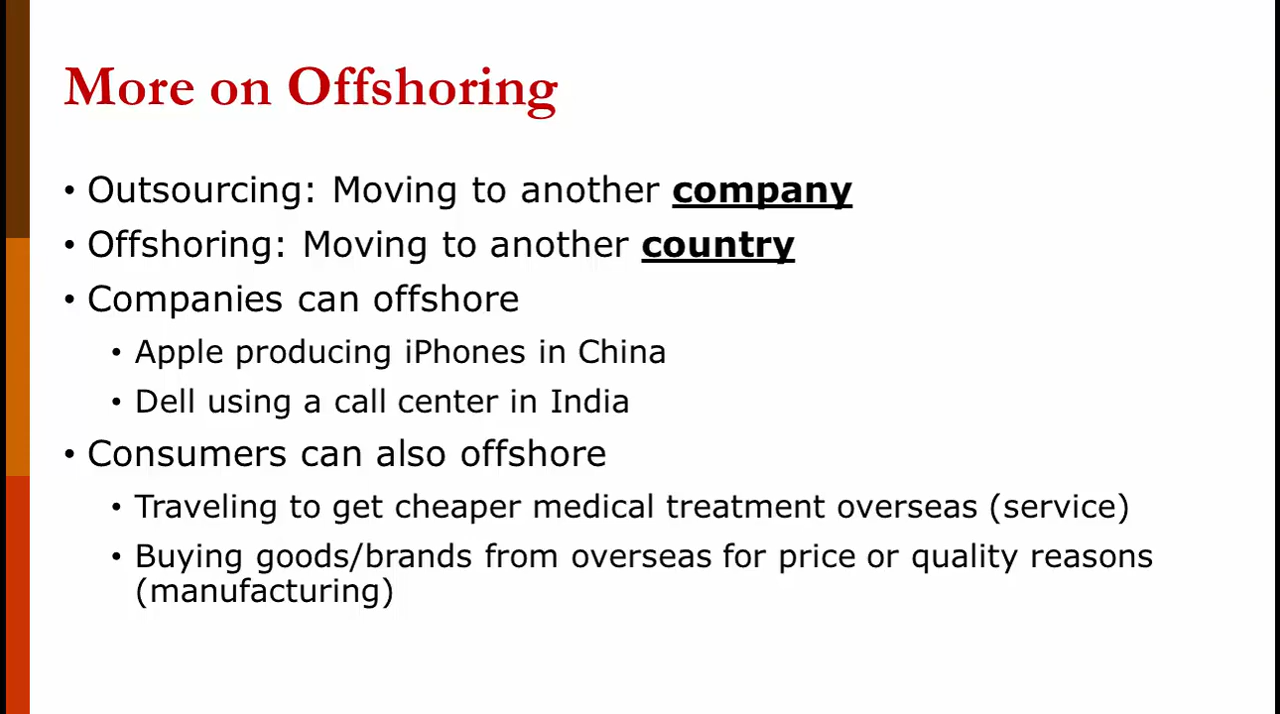 More on Offshoring
• Outsourcing: Moving to another company
• Offshoring: Moving to another country
• Companies can offshore
• Apple producing iPhones in China
• Dell using a call center in India
• Consumers can also offshore
• Traveling to get cheaper medical treatment overseas (service)
• Buying goods/brands from overseas for price or quality reasons
(manufacturing)